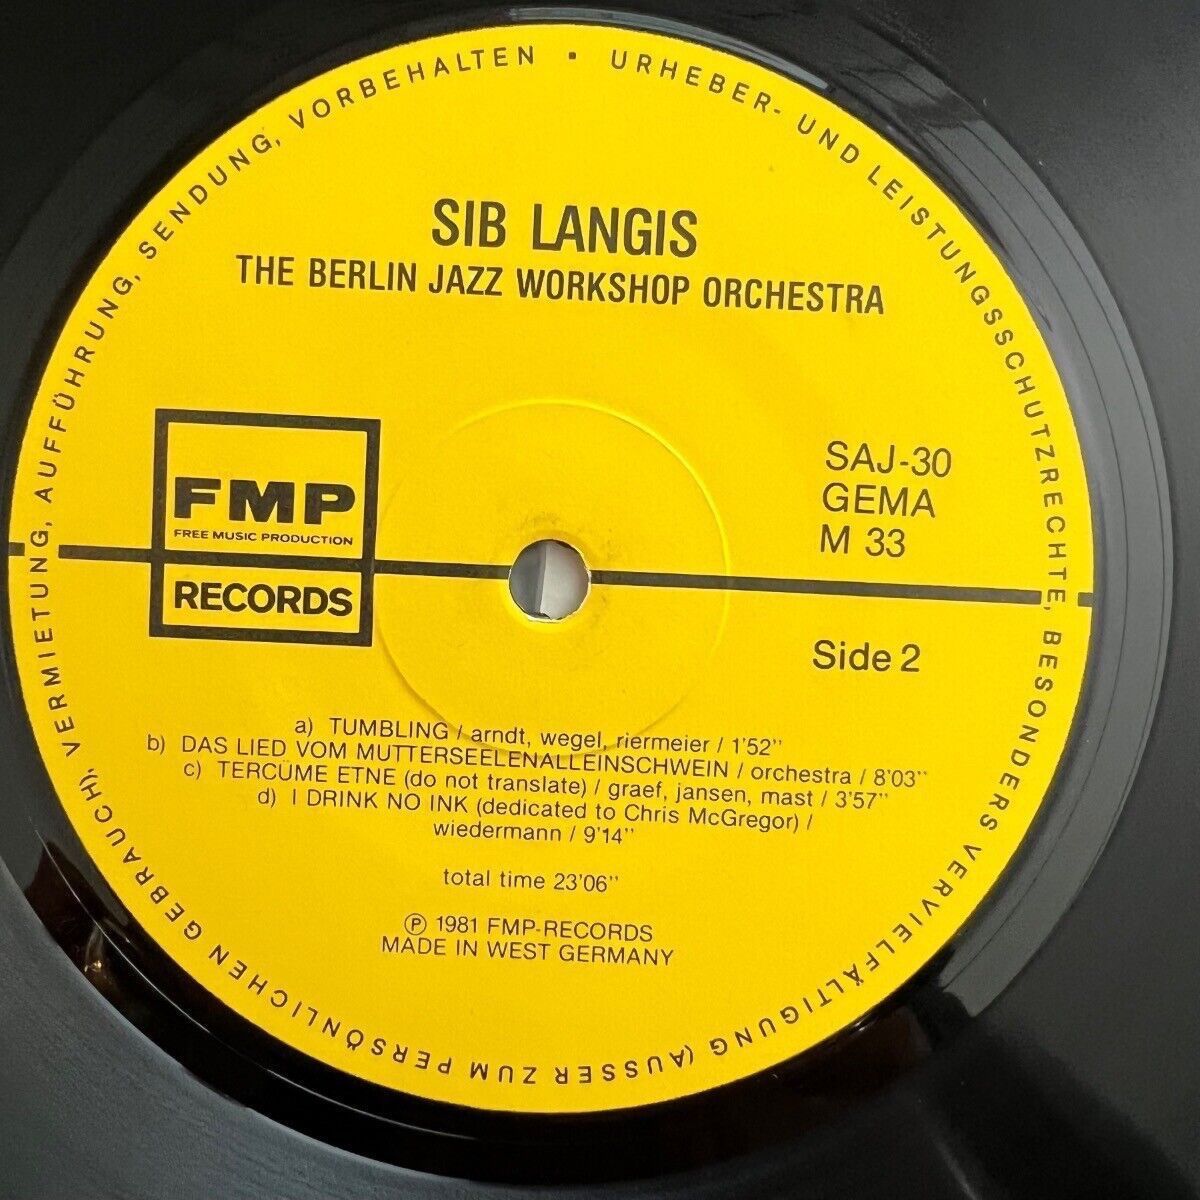 URHEBER- UND LEISTUNGSSCHUTZRECHTE, BESONDERS VERVIELFÄLTIGUNG (AUSSER ZUM PERSÖNLICHEN GEBRAUCH), VERMIETUNG, AUFFÜHRUNG, SENDUNG, VORBEHALTEN •
SIB LANGIS
THE BERLIN JAZZ WORKSHOP ORCHESTRA
FMP
FREE MUSIC PRODUCTION
RECORDS
SAJ-30
GEMA
M 33
Side 2
a) TUMBLING / arndt, wegel, riermeier / 1'52"
b) DAS LIED VOM MUTTERSEELENALLEINSCHWEIN / orchestra / 8'03"
c) TERCÜME ETNE (do not translate) / graef, jansen, mast / 3'57"
d) I DRINK NO INK (dedicated to Chris McGregor) /
wiedermann / 9'14"
total time 23'06"
℗ 1981 FMP-RECORDS
MADE IN WEST GERMANY